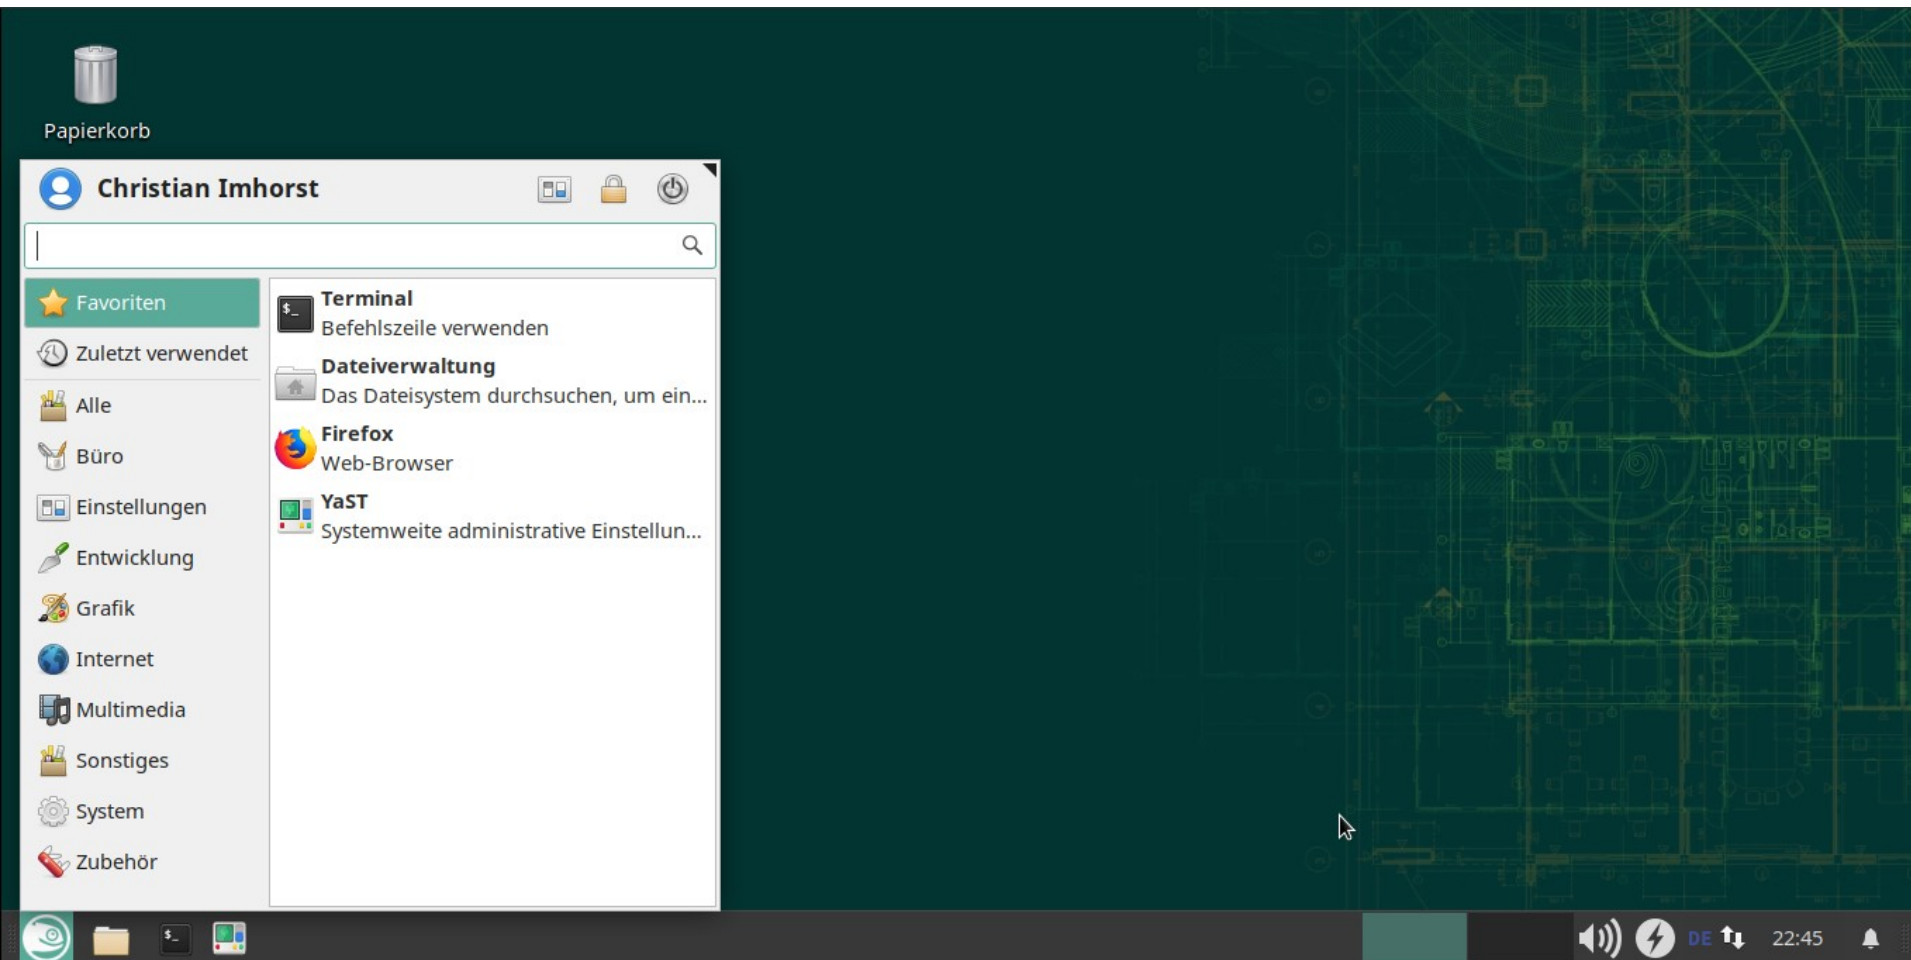 Papierkorb
Christian Imhorst
Favoriten
Zuletzt verwendet
Alle
Büro
Einstellungen
Entwicklung
Grafik
Internet
Multimedia
Sonstiges
System
Zubehör
Terminal
Befehlszeile verwenden
Dateiverwaltung
Das Dateisystem durchsuchen, um ein...
Firefox
Web-Browser
YaST
Systemweite administrative Einstellun...
openSUSE
$_
DE
22:45